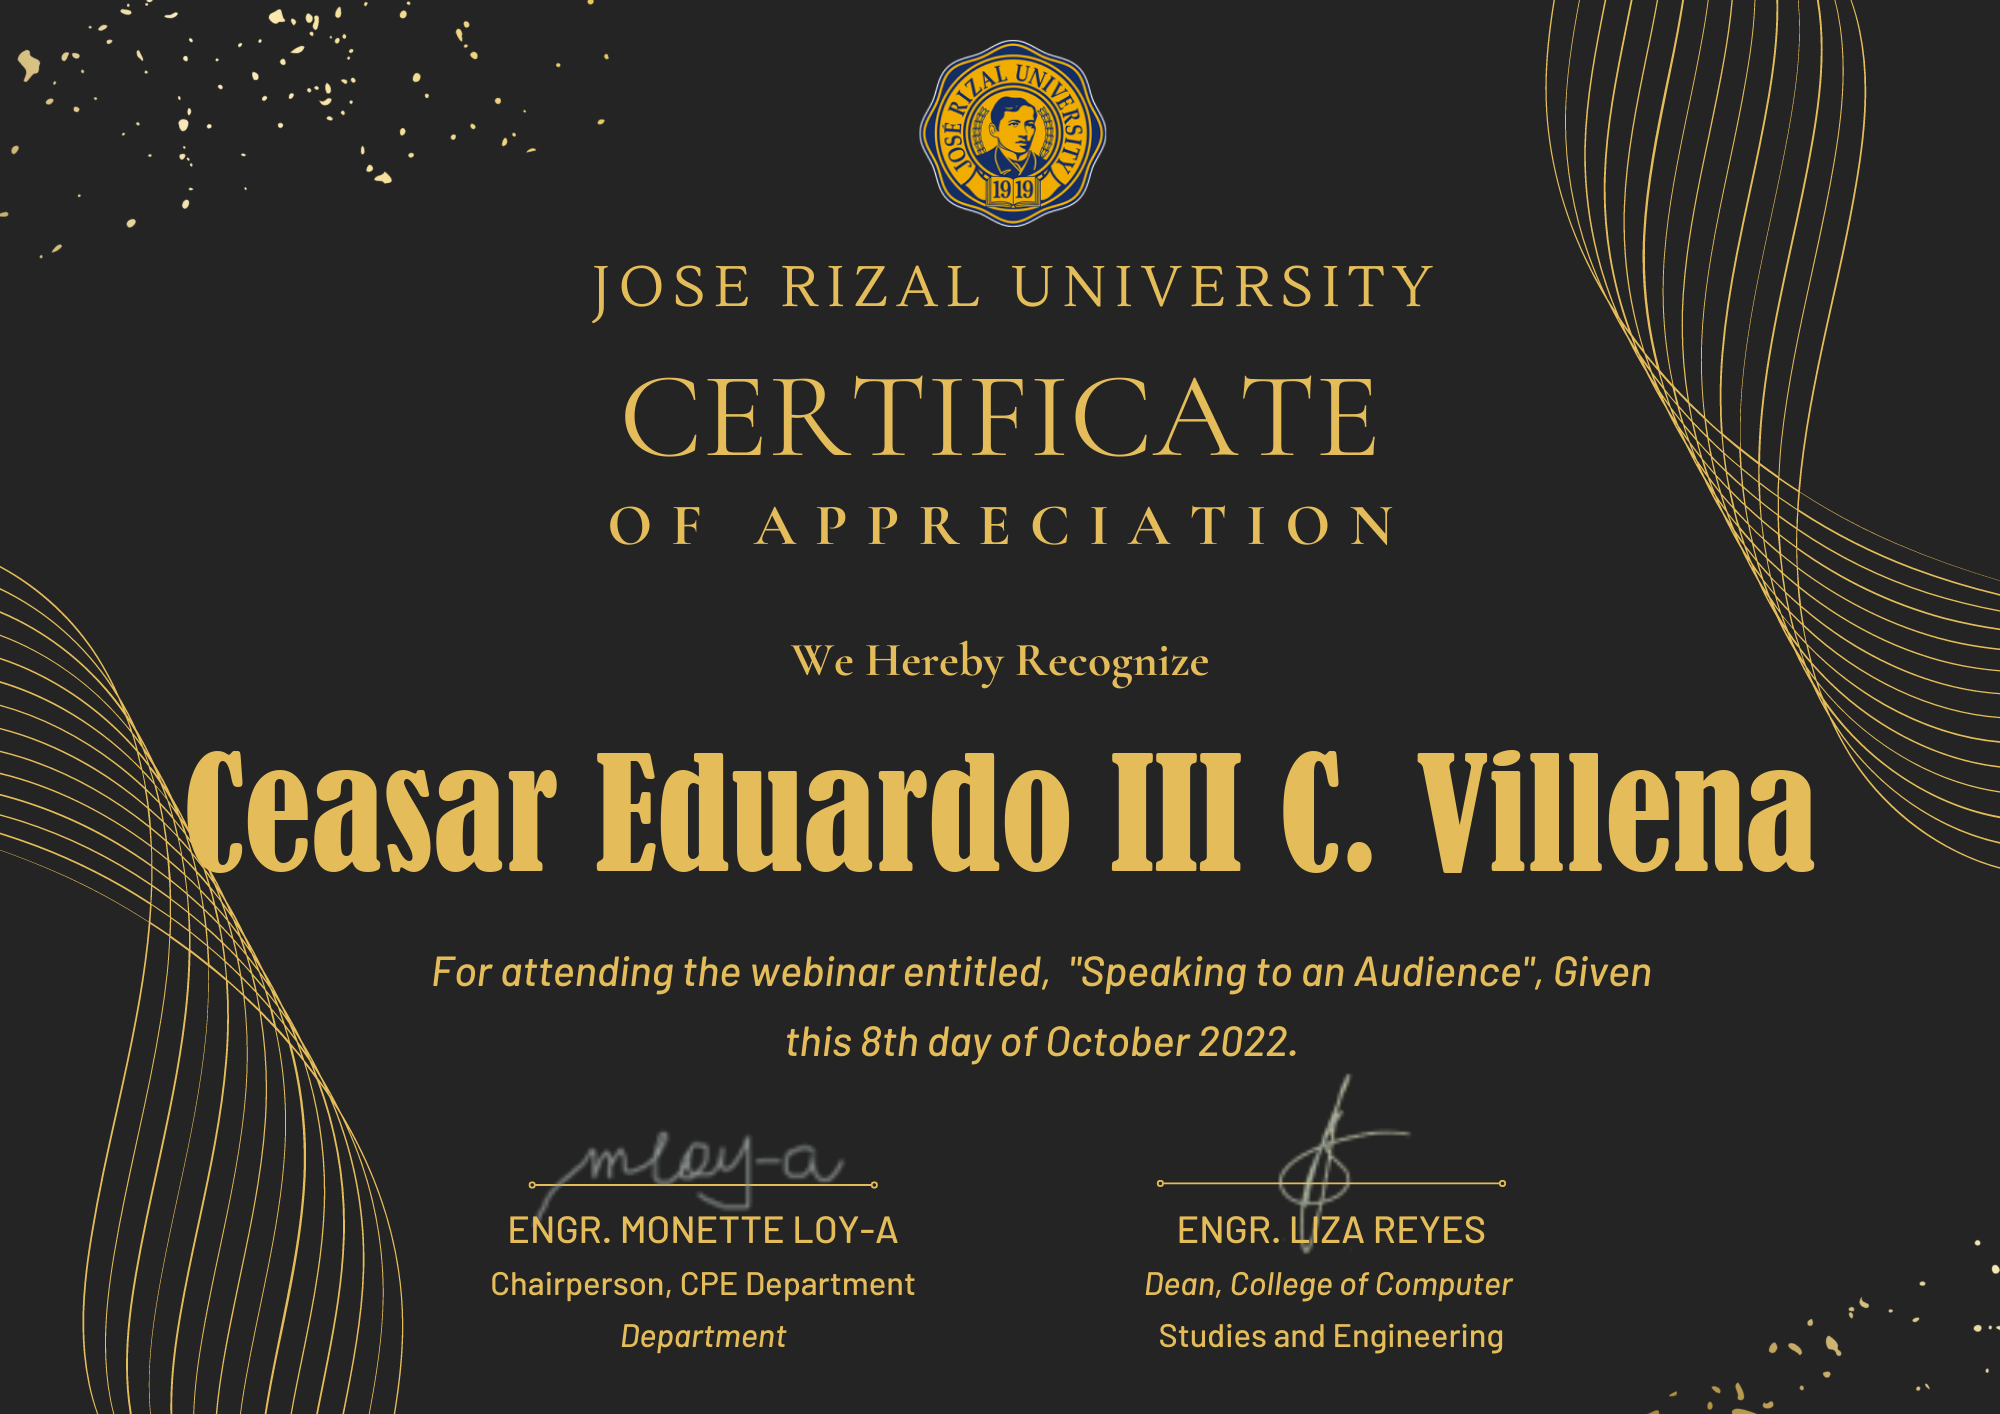 JOSÉ RIZAL UNIVERSITY
1919
JOSE RIZAL UNIVERSITY
CERTIFICATE
OF APPRECIATION
We Hereby Recognize
Ceasar Eduardo III C. Villena
For attending the webinar entitled, "Speaking to an Audience", Given
this 8th day of October 2022.
mloy-a
ENGR. MONETTE LOY-A
Chairperson, CPE Department
Department
ENGR. LIZA REYES
Dean, College of Computer
Studies and Engineering